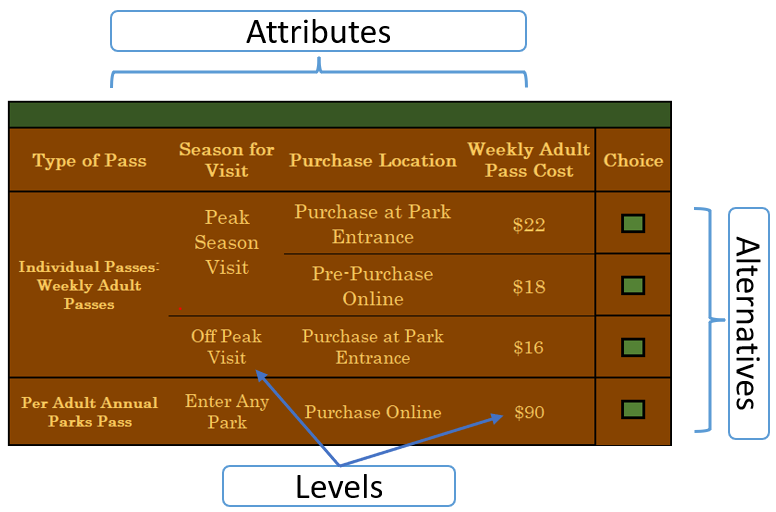 Attributes
Type of Pass
Season for
Visit
Purchase Location
Weekly Adult
Pass Cost
Choice
Individual Passes:
Weekly Adult
Passes
Peak
Season
Visit
Purchase at Park
Entrance
$22
Pre-Purchase
Online
$18
Off Peak
Visit
Purchase at Park
Entrance
$16
Per Adult Annual
Parks Pass
Enter Any
Park
Purchase Online
$90
Alternatives
Levels